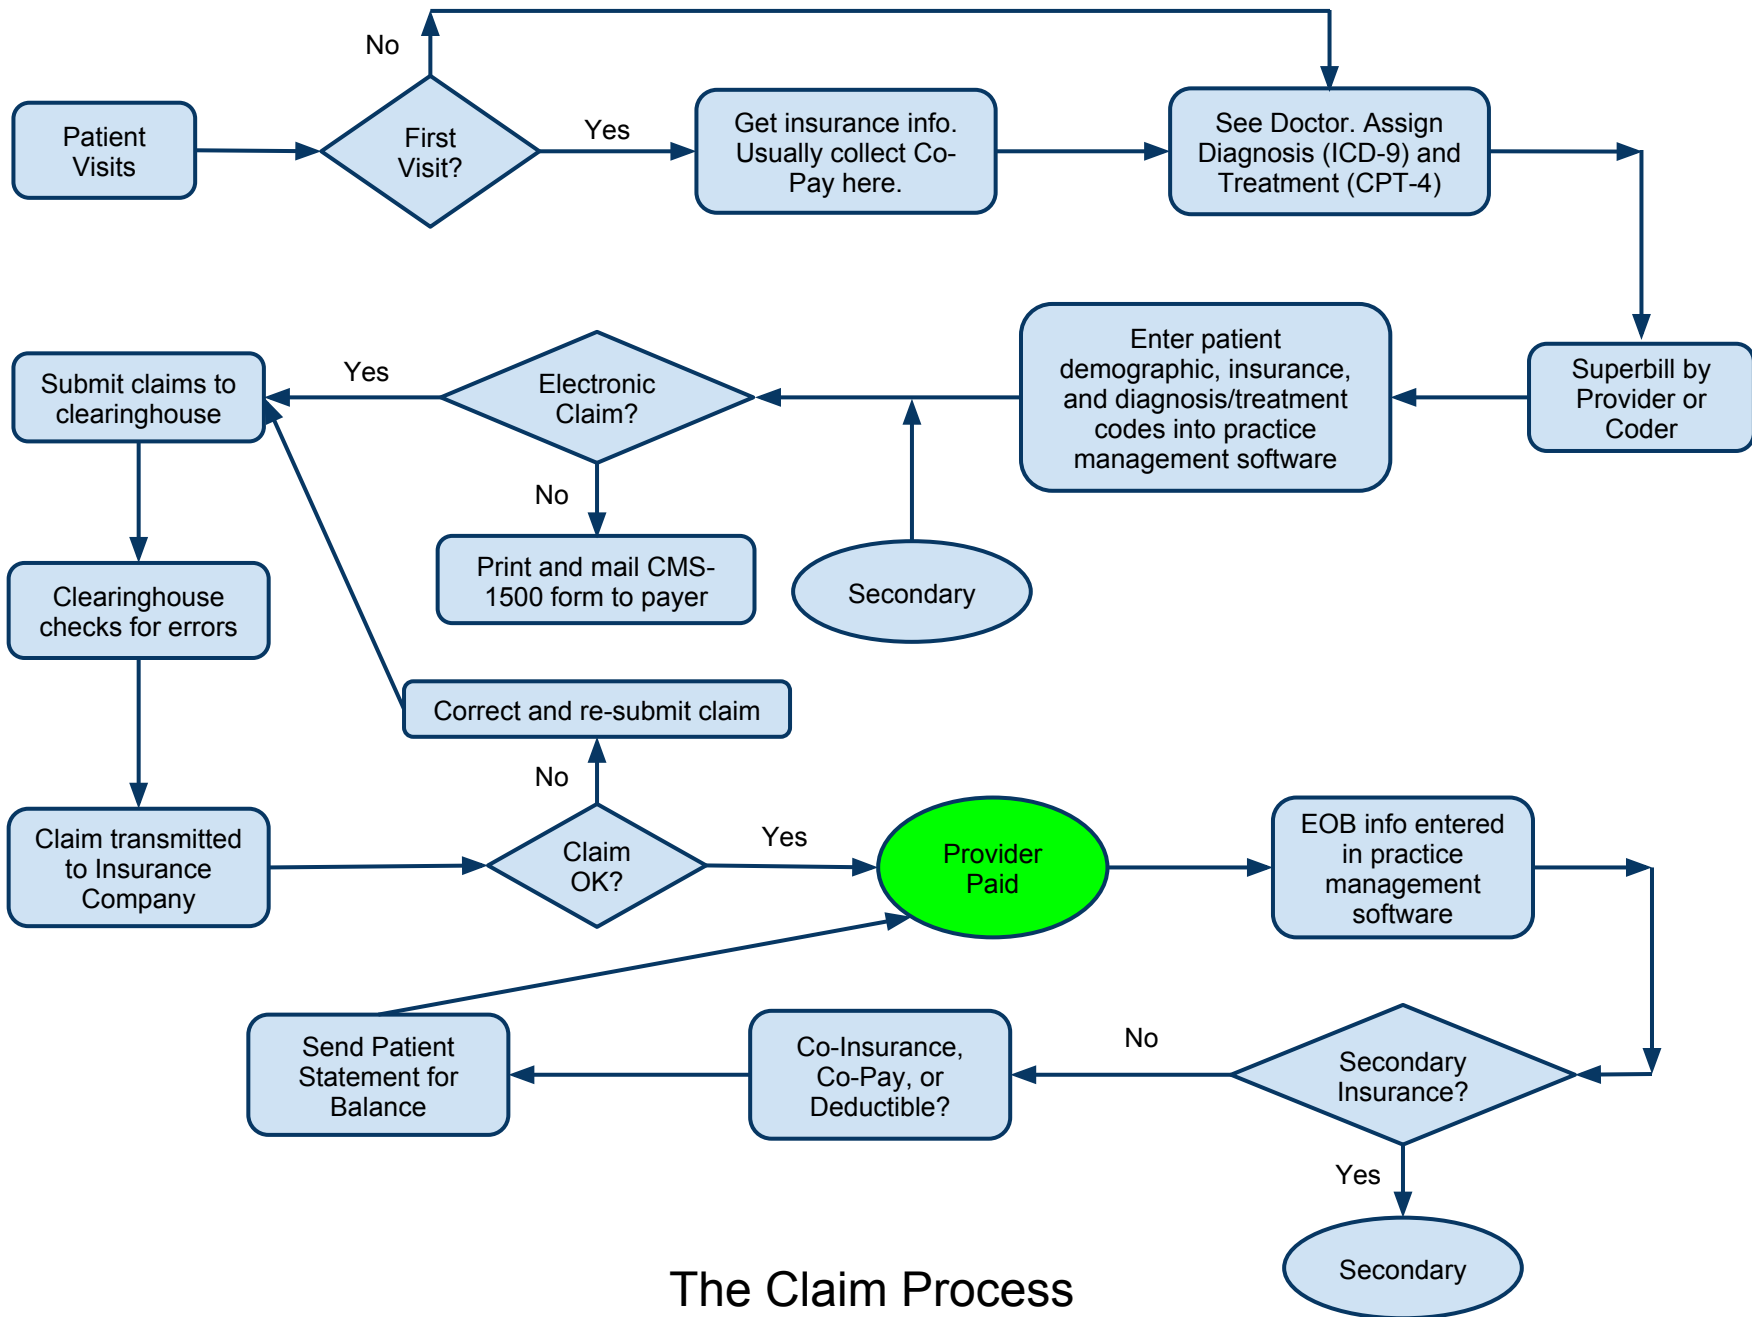 No
Patient
Visits
First
Visit?
Yes
Get insurance info.
Usually collect Co-
Pay here.
See Doctor. Assign
Diagnosis (ICD-9) and
Treatment (CPT-4)
Superbill by
Provider or
Coder
Enter patient
demographic, insurance,
and diagnosis/treatment
codes into practice
management software
Secondary
Electronic
Claim?
Yes
No
Print and mail CMS-
1500 form to payer
Submit claims to
clearinghouse
Clearinghouse
checks for errors
Claim transmitted
to Insurance
Company
Claim
OK?
No
Correct and re-submit claim
Yes
Provider
Paid
EOB info entered
in practice
management
software
Secondary
Insurance?
No
Co-Insurance,
Co-Pay, or
Deductible?
Send Patient
Statement for
Balance
Yes
Secondary
The Claim Process